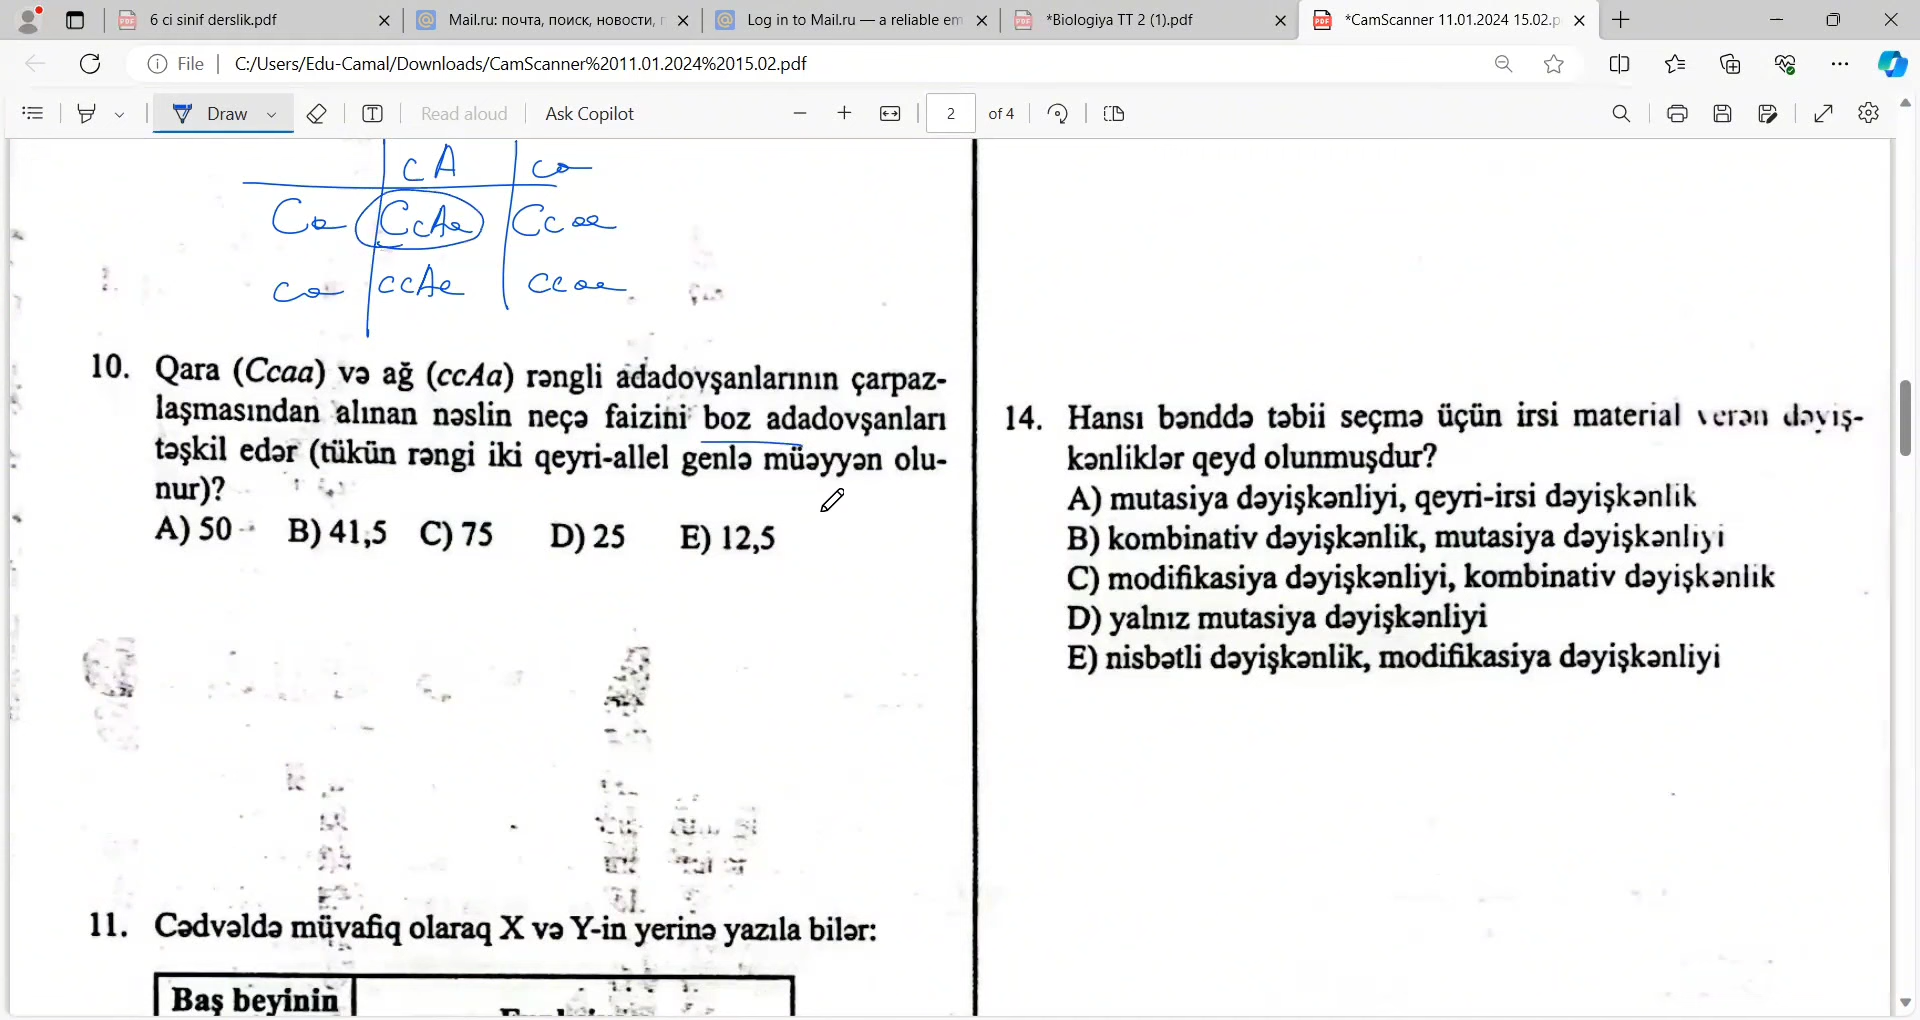 6 ci sinif derslik.pdf
Mail.ru: почта, поиск, новости,
Log in to Mail.ru — a reliable em
*Biologiya TT 2 (1).pdf
*CamScanner 11.01.2024 15.02.p
File
C:/Users/Edu-Camal/Downloads/CamScanner%2011.01.2024%2015.02.pdf
Draw
Read aloud
Ask Copilot
2 of 4
cA ca
Ca CcAa Ccaa
ca ccAa ccaa
10. Qara (Ccaa) və ağ (ccAa) rəngli adadovşanlarının çarpaz-
laşmasından alınan nəslin neçə faizini boz adadovşanları
təşkil edər (tükün rəngi iki qeyri-allel genlə müəyyən olu-
nur)?
A) 50 B) 41,5 C) 75 D) 25 E) 12,5
11. Cədvəldə müvafiq olaraq X və Y-in yerinə yazıla bilər:
Baş beyinin
14. Hansı bənddə təbii seçmə üçün irsi material verən dəyiş-
kənliklər qeyd olunmuşdur?
A) mutasiya dəyişkənliyi, qeyri-irsi dəyişkənlik
B) kombinativ dəyişkənlik, mutasiya dəyişkənliyi
C) modifikasiya dəyişkənliyi, kombinativ dəyişkənlik
D) yalnız mutasiya dəyişkənliyi
E) nisbətli dəyişkənlik, modifikasiya dəyişkənliyi